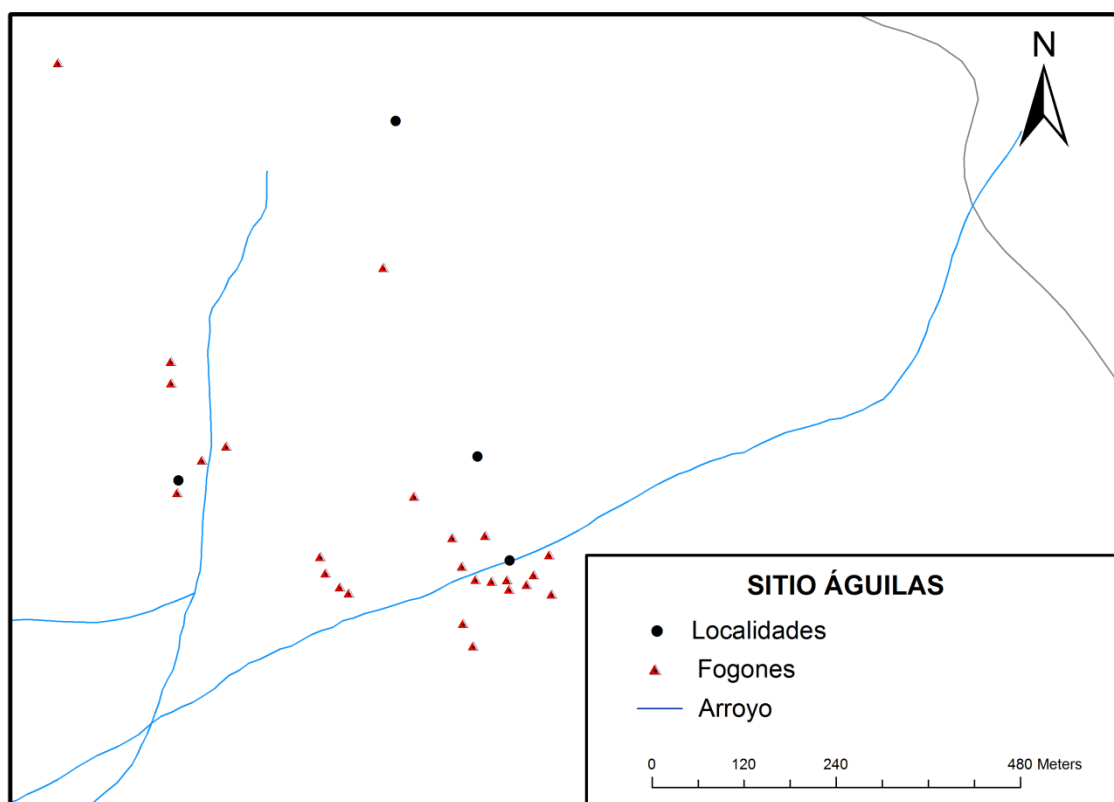 N
SITIO ÁGUILAS
Localidades
Fogones
Arroyo
0 120 240 480 Meters